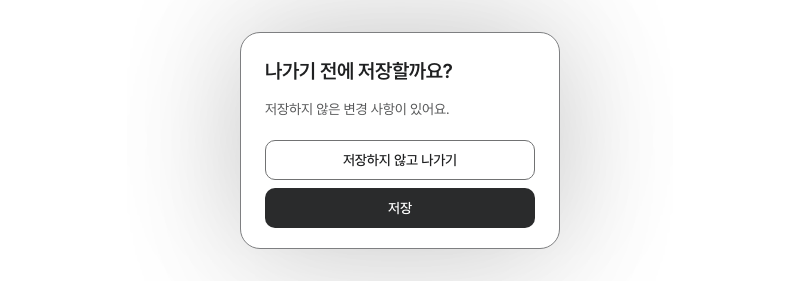 나가기 전에 저장할까요?
저장하지 않은 변경 사항이 있어요.
저장하지 않고 나가기
저장